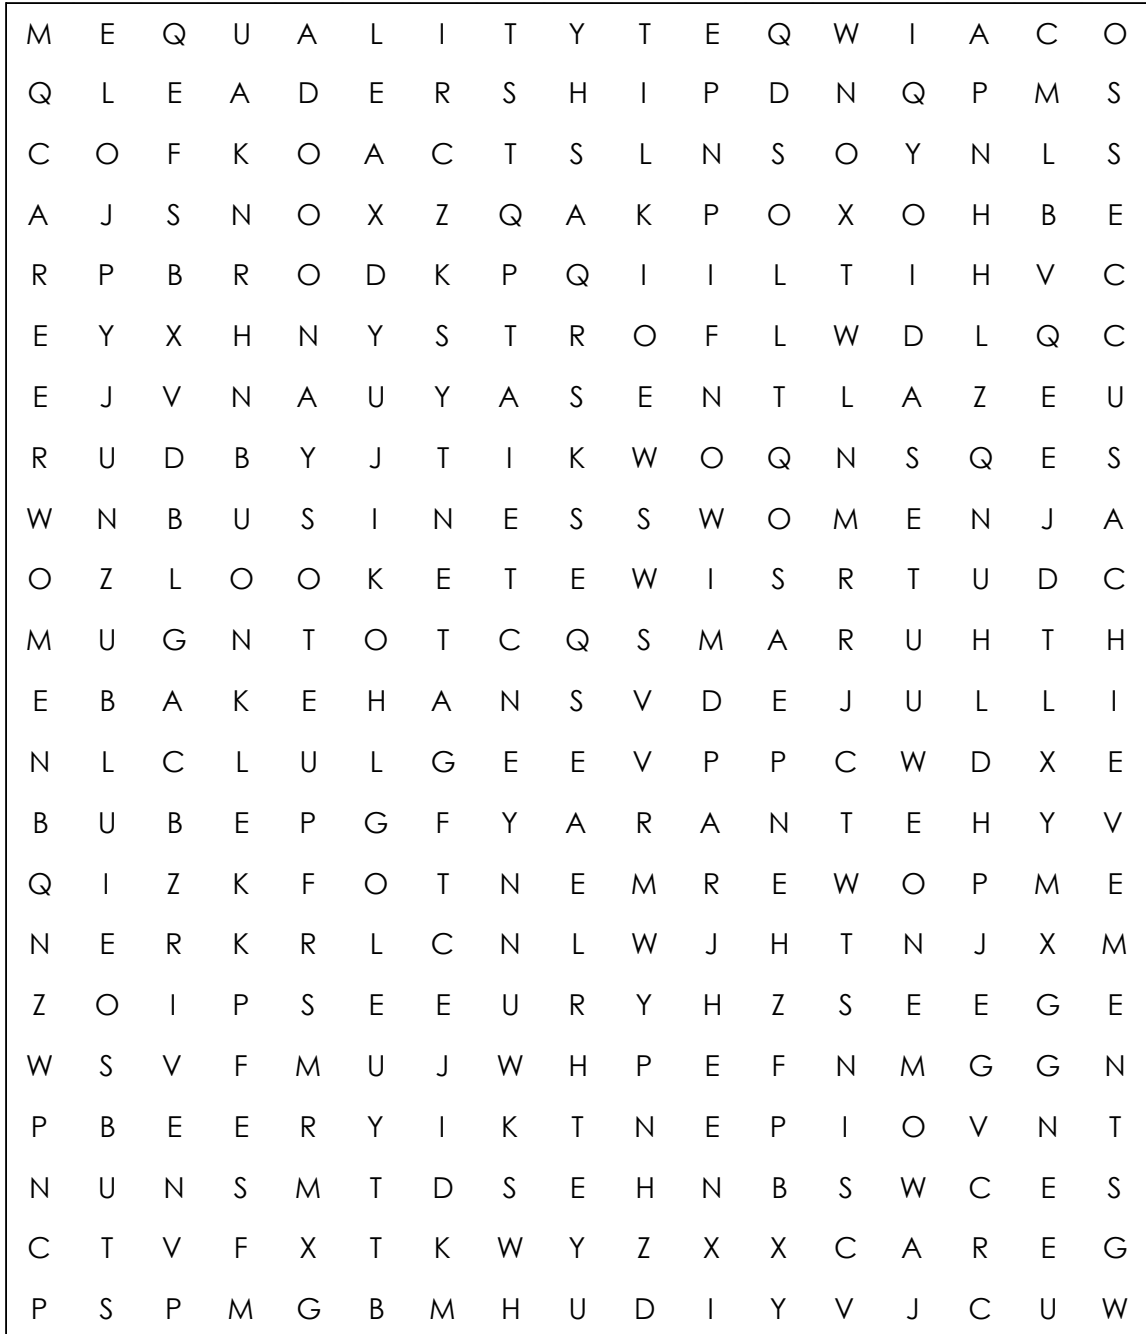 M E Q U A L I T Y T E Q W I A C O
Q L E A D E R S H I P D N Q P M S
C O F K O A C T S L N S O Y N L S
A J S N O X Z Q A K P O X O H B E
R P B R O D K P Q I I L T I H V C
E Y X H N Y S T R O F L W D L Q C
E J V N A U Y A S E N T L A Z E U
R U D B Y J T I K W O Q N S Q E S
W N B U S I N E S S W O M E N J A
O Z L O O K E T E W I S R T U D C
M U G N T O T C Q S M A R U H T H
E B A K E H A N S V D E J U L L I
N L C L U L G E E V P P C W D X E
B U B E P G F Y A R A N T E H Y V
Q I Z K F O T N E M R E W O P M E
N E R K R L C N L W J H T N J X M
Z O I P S E E U R Y H Z S E E G E
W S V F M U J W H P E F N M G G N
P B E E R Y I K T N E P I O V N T
N U N S M T D S E H N B S W C E S
C T V F X T K W Y Z X X C A R E G
P S P M G B M H U D I Y V J C U W